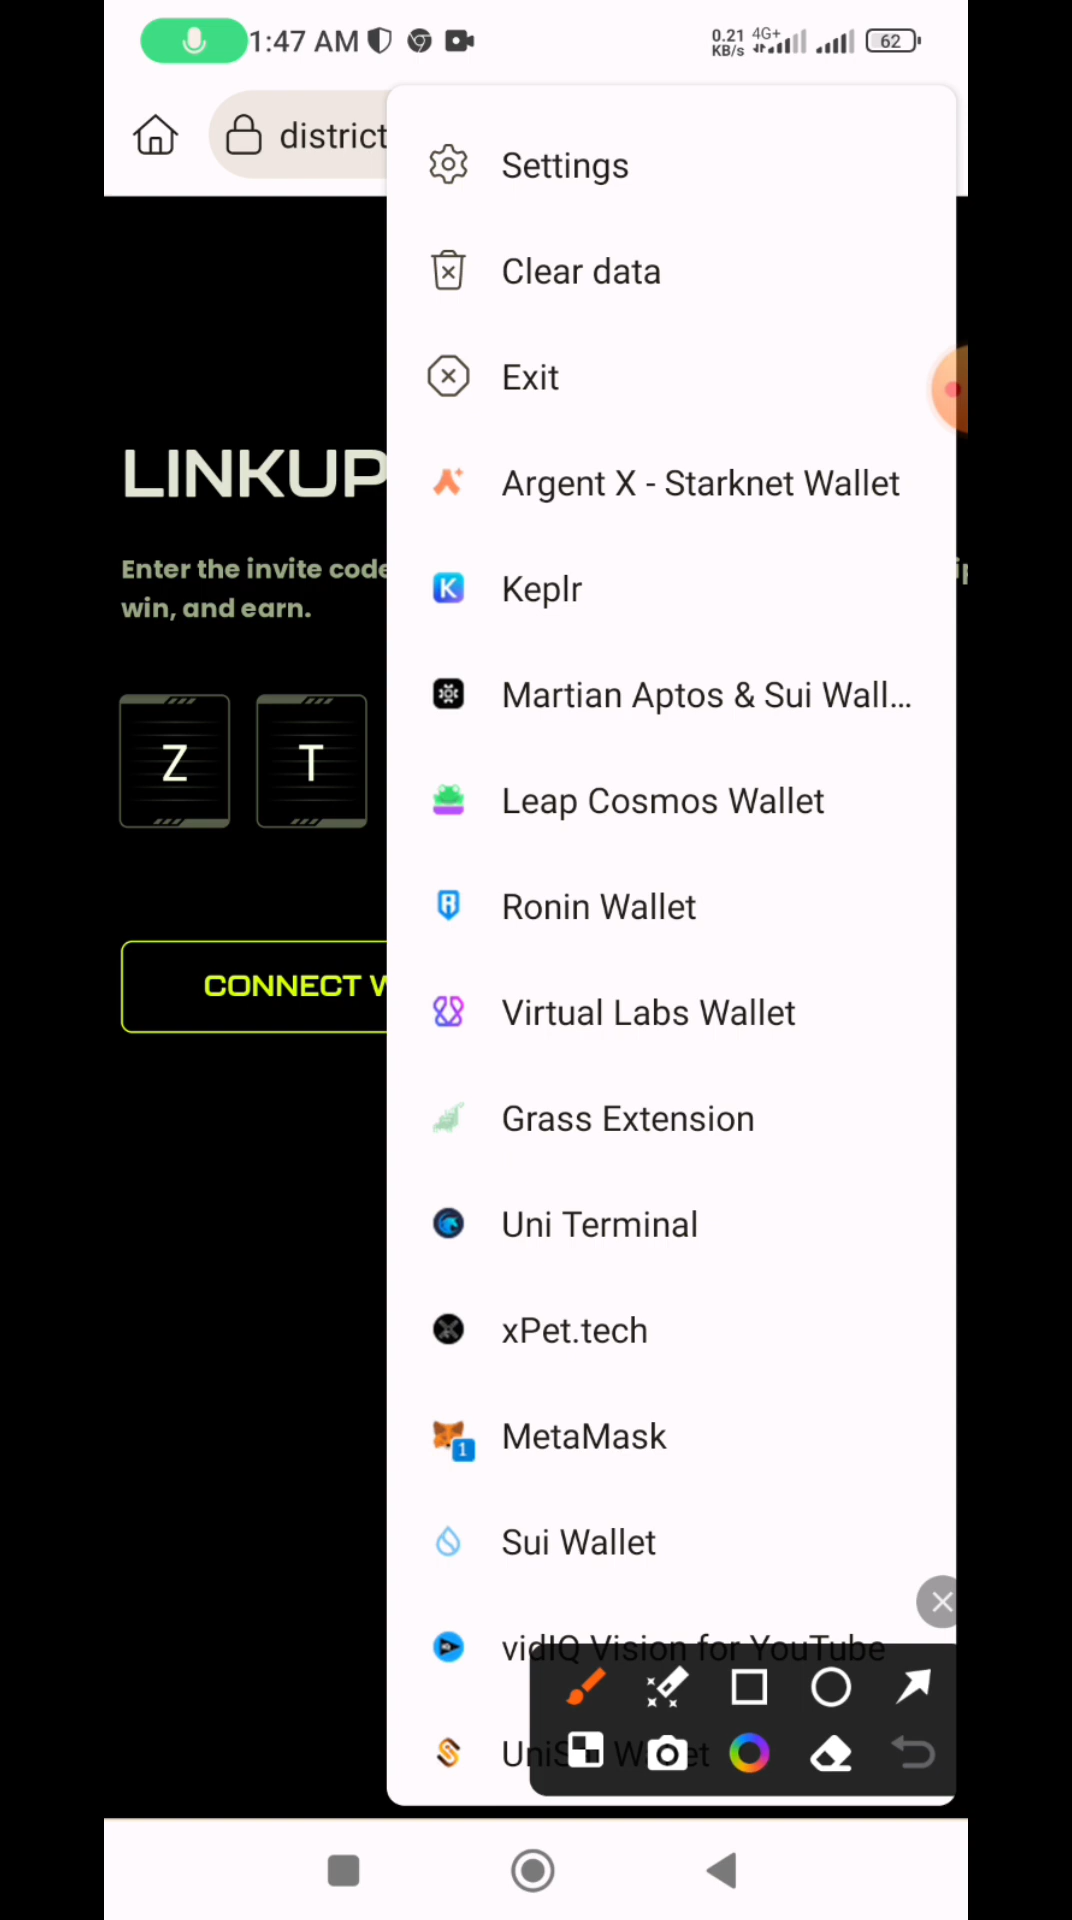 1:47 AM
0.21
KB/s
4G+
62
district
Settings
Clear data
Exit
LINKUP
Argent X - Starknet Wallet
Enter the invite code
win, and earn.
Keplr
Martian Aptos & Sui Wall...
Z T
Leap Cosmos Wallet
Ronin Wallet
CONNECT
Virtual Labs Wallet
Grass Extension
Uni Terminal
xPet.tech
MetaMask
1
Sui Wallet
vidIQ Vision for YouTube